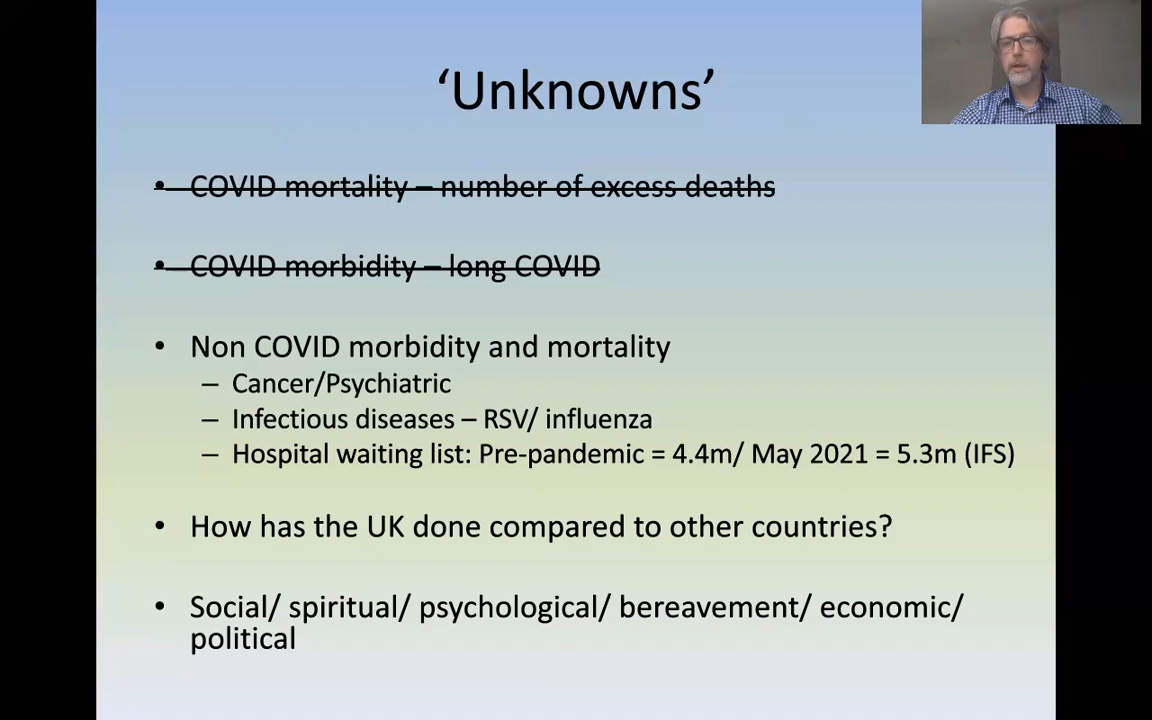 ‘Unknowns’
• COVID mortality – number of excess deaths
• COVID morbidity – long COVID
• Non COVID morbidity and mortality
– Cancer/Psychiatric
– Infectious diseases – RSV/ influenza
– Hospital waiting list: Pre-pandemic = 4.4m/ May 2021 = 5.3m (IFS)
• How has the UK done compared to other countries?
• Social/ spiritual/ psychological/ bereavement/ economic/
political